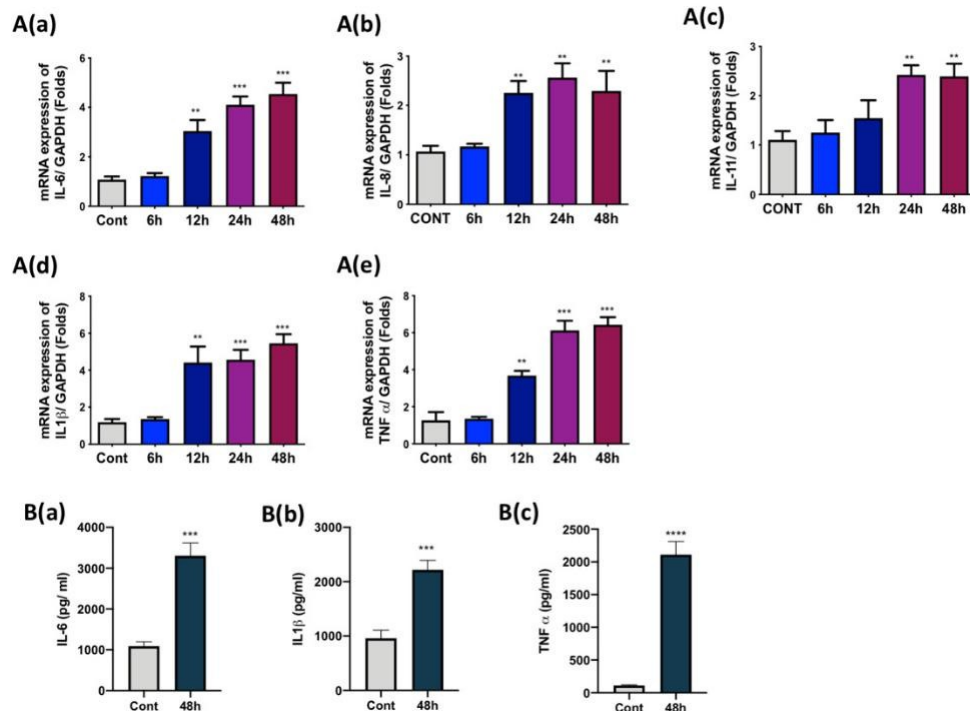 A(a)
A(b)
A(c)
mRNA expression of
IL-6/ GAPDH (Folds)
6
4
2
0
**
***
***
Cont 6h 12h 24h 48h
mRNA expression of
IL-8/ GAPDH (Folds)
3
2
1
0
**
**
**
CONT 6h 12h 24h 48h
mRNA expression of
IL-11/ GAPDH (Folds)
3
2
1
0
**
**
CONT 6h 12h 24h 48h
A(d)
A(e)
mRNA expression of
IL1β/ GAPDH (Folds)
8
6
4
2
0
**
***
***
Cont 6h 12h 24h 48h
mRNA expression of
TNF α/ GAPDH (Folds)
8
6
4
2
0
**
***
***
Cont 6h 12h 24h 48h
B(a)
B(b)
B(c)
IL-6 (pg/ ml)
4000
3000
2000
1000
0
***
Cont 48h
IL1β (pg/ml)
3000
2000
1000
0
***
Cont 48h
TNF α (pg/ml)
2500
2000
1500
1000
500
0
****
Cont 48h